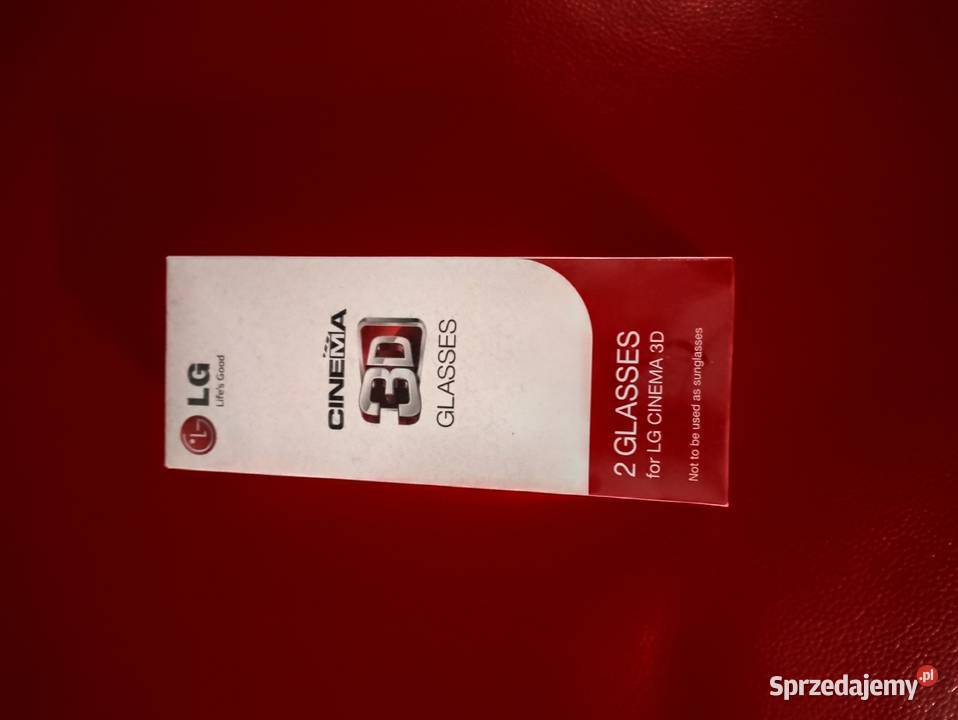 LG
Life's Good
CINEMA
3D
GLASSES
2 GLASSES
for LG CINEMA 3D
Not to be used as sunglasses
Sprzedajemy.pl